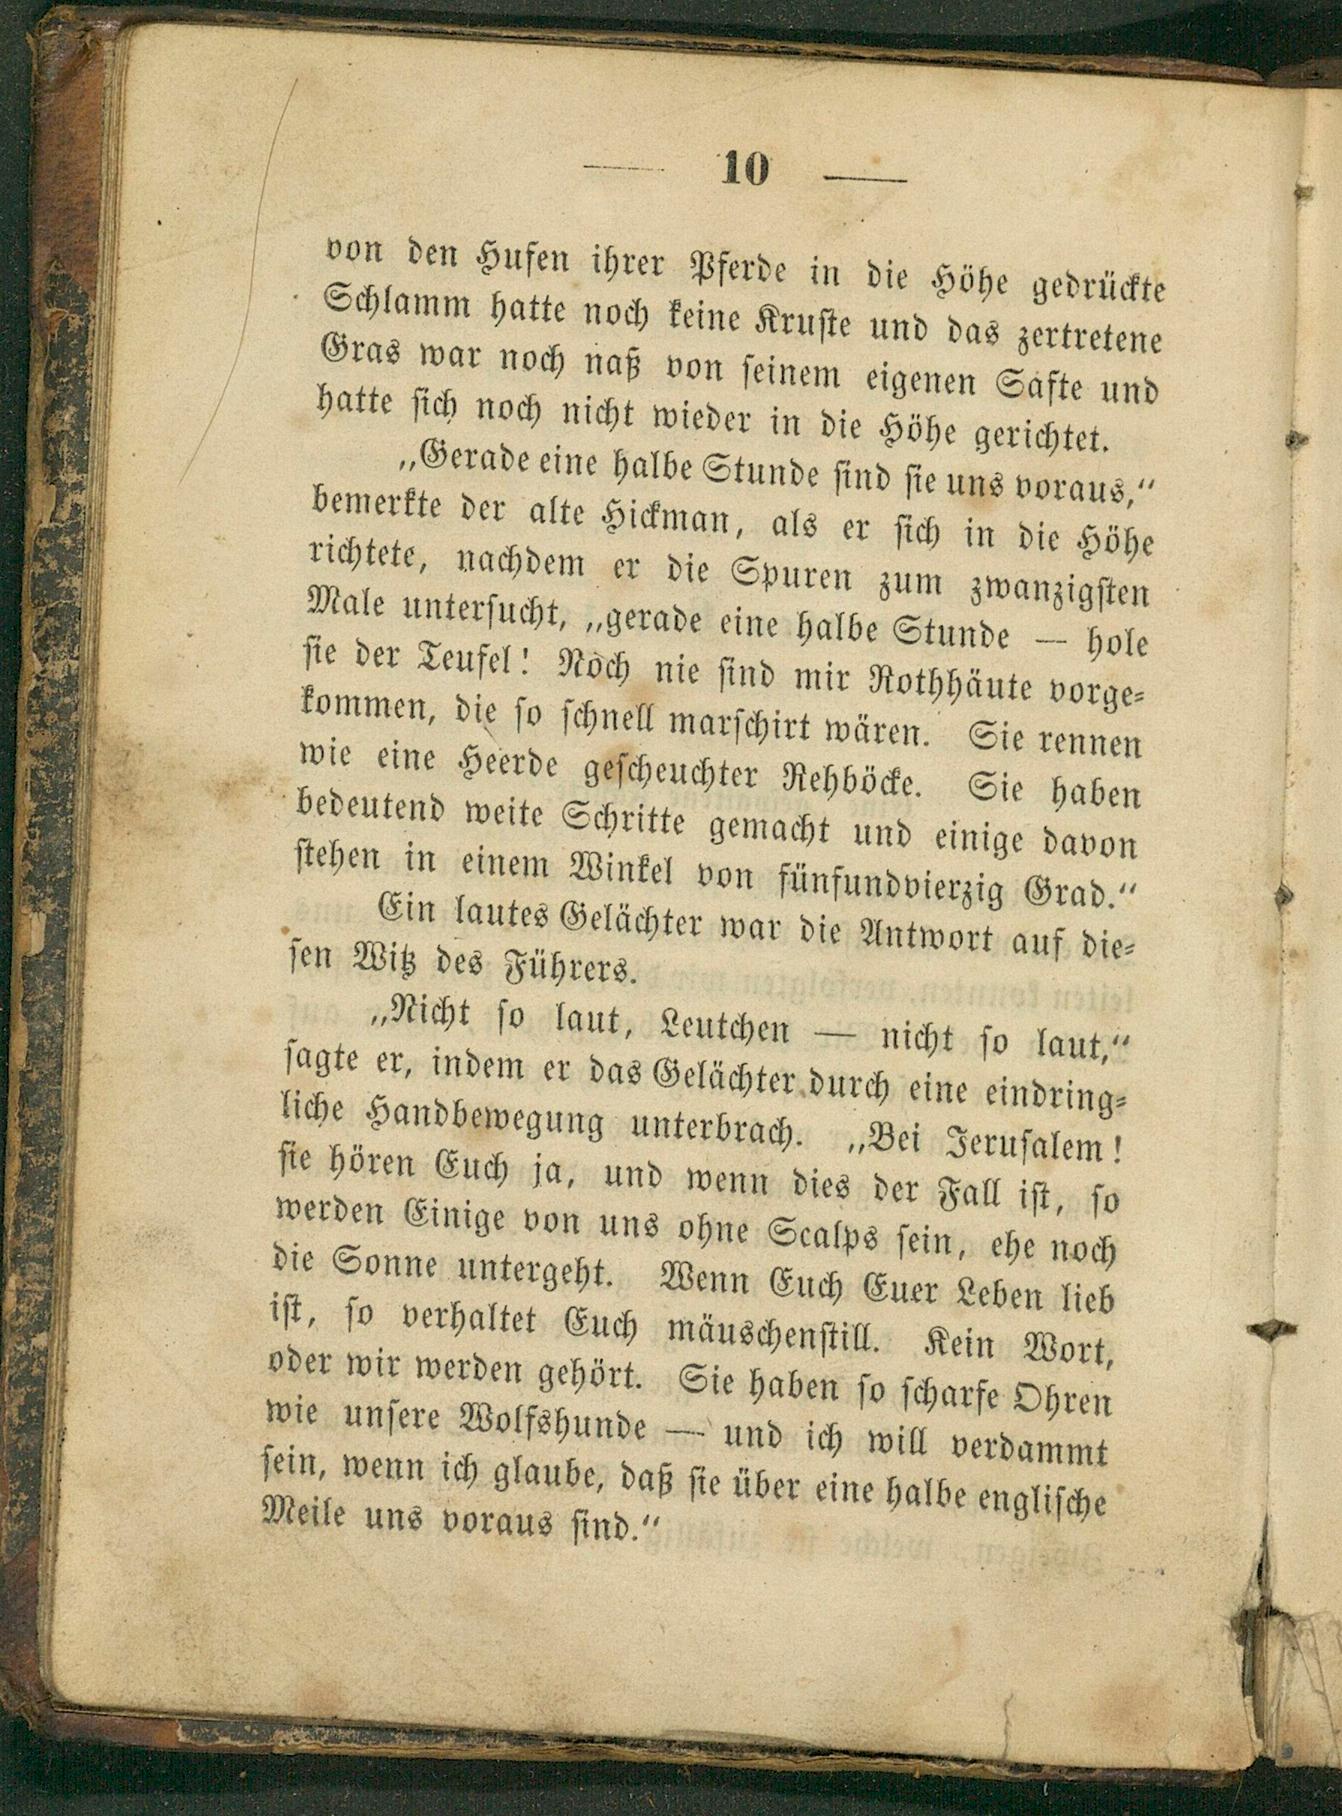 — 10 —
von den Hufen ihrer Pferde in die Höhe gedrückte
Schlamm hatte noch keine Kruste und das zertretene
Gras war noch naß von seinem eigenen Safte und
hatte sich noch nicht wieder in die Höhe gerichtet.
„Gerade eine halbe Stunde sind sie uns voraus,“
bemerkte der alte Hickman, als er sich in die Höhe
richtete, nachdem er die Spuren zum zwanzigsten
Male untersucht, „gerade eine halbe Stunde — hole
sie der Teufel! Noch nie sind mir Rothhäute vorge-
kommen, die so schnell marschirt wären. Sie rennen
wie eine Heerde gescheuchter Rehböcke. Sie haben
bedeutend weite Schritte gemacht und einige davon
stehen in einem Winkel von fünfundvierzig Grad.“
Ein lautes Gelächter war die Antwort auf die-
sen Witz des Führers.
„Nicht so laut, Leutchen — nicht so laut,“
sagte er, indem er das Gelächter durch eine eindring-
liche Handbewegung unterbrach. „Bei Jerusalem!
sie hören Euch ja, und wenn dies der Fall ist, so
werden Einige von uns ohne Scalps sein, ehe noch
die Sonne untergeht. Wenn Euch Euer Leben lieb
ist, so verhaltet Euch mäuschenstill. Kein Wort,
oder wir werden gehört. Sie haben so scharfe Ohren
wie unsere Wolfshunde — und ich will verdammt
sein, wenn ich glaube, daß sie über eine halbe englische
Meile uns voraus sind.“